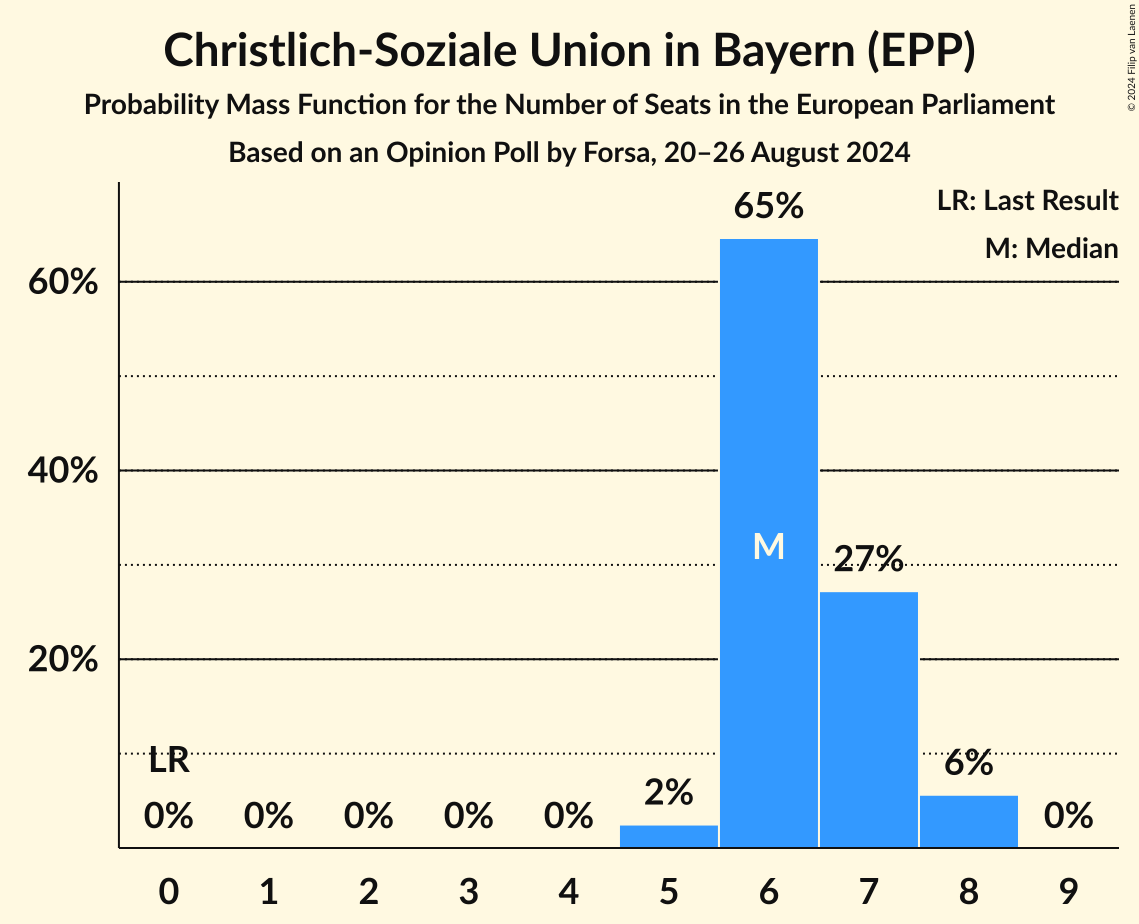 Christlich-Soziale Union in Bayern (EPP)
Probability Mass Function for the Number of Seats in the European Parliament
Based on an Opinion Poll by Forsa, 20–26 August 2024
© 2024 Filip van Laenen
LR: Last Result
M: Median
65%
60%
40%
M
27%
20%
LR
6%
2%
0% 0% 0% 0% 0% 0%
0 1 2 3 4 5 6 7 8 9